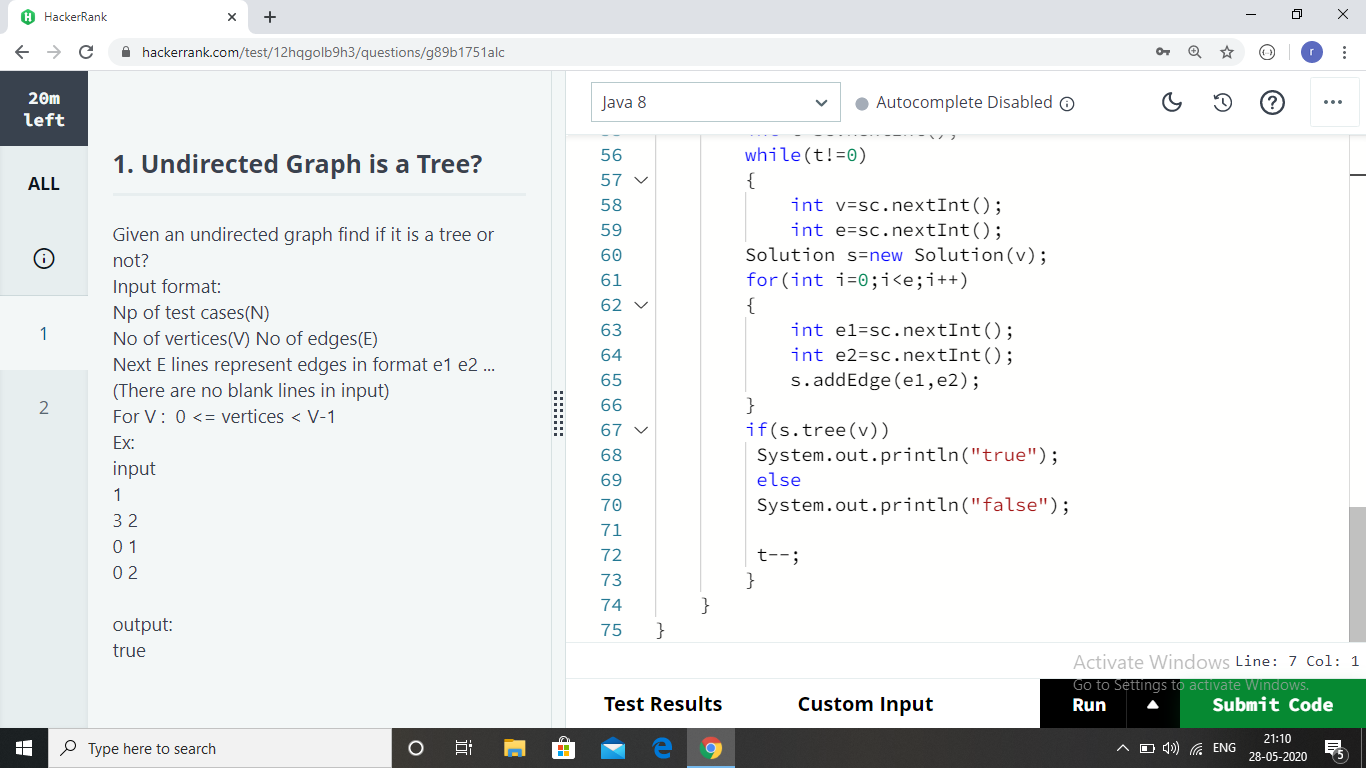 HackerRank
hackerrank.com/test/12hqgolb9h3/questions/g89b1751alc
r
20m
left
ALL
1
2
1. Undirected Graph is a Tree?
Given an undirected graph find if it is a tree or
not?
Input format:
Np of test cases(N)
No of vertices(V) No of edges(E)
Next E lines represent edges in format e1 e2 ...
(There are no blank lines in input)
For V : 0 <= vertices < V-1
Ex:
input
1
3 2
0 1
0 2
output:
true
Java 8
Autocomplete Disabled
56 while(t!=0)
57 {
58 int v=sc.nextInt();
59 int e=sc.nextInt();
60 Solution s=new Solution(v);
61 for(int i=0;i<e;i++)
62 {
63 int e1=sc.nextInt();
64 int e2=sc.nextInt();
65 s.addEdge(e1,e2);
66 }
67 if(s.tree(v))
68 System.out.println("true");
69 else
70 System.out.println("false");
71
72 t--;
73 }
74 }
75 }
Activate Windows
Go to Settings to activate Windows.
Line: 7 Col: 1
Test Results
Custom Input
Run
Submit Code
Type here to search
ENG
21:10
28-05-2020
5